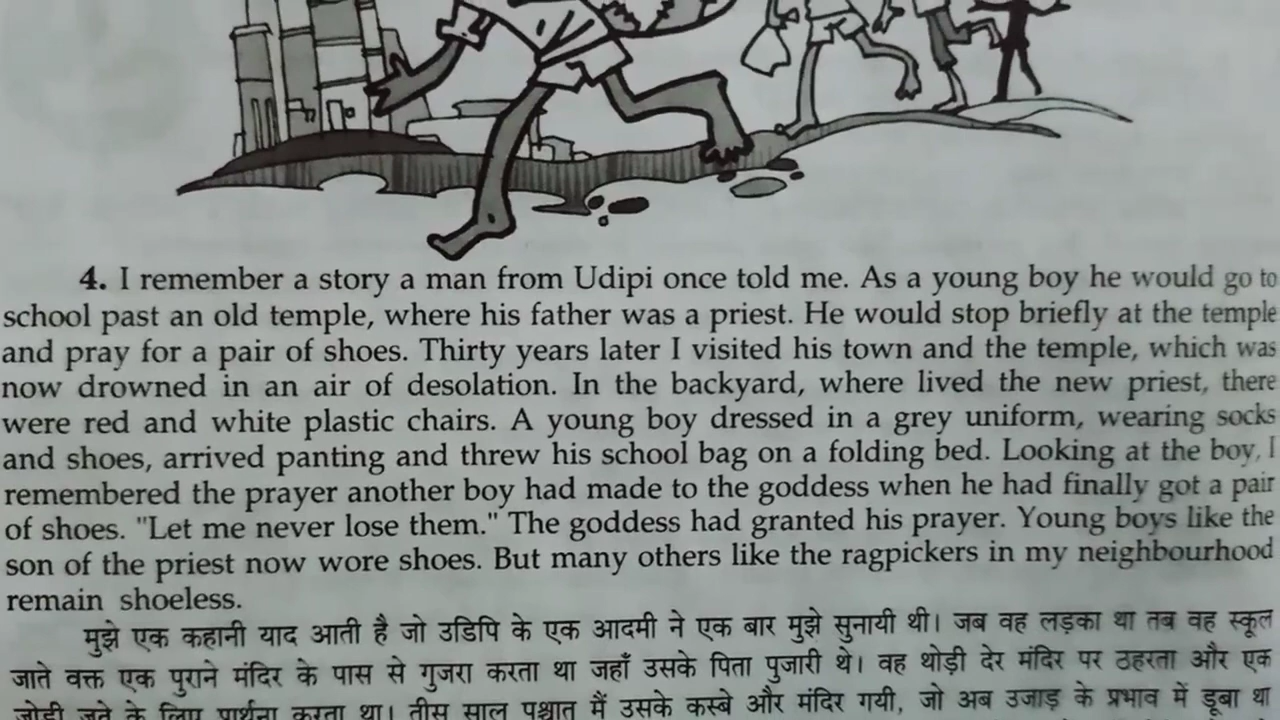 4. I remember a story a man from Udipi once told me. As a young boy he would go to
school past an old temple, where his father was a priest. He would stop briefly at the temple
and pray for a pair of shoes. Thirty years later I visited his town and the temple, which was
now drowned in an air of desolation. In the backyard, where lived the new priest, there
were red and white plastic chairs. A young boy dressed in a grey uniform, wearing socks
and shoes, arrived panting and threw his school bag on a folding bed. Looking at the boy, I
remembered the prayer another boy had made to the goddess when he had finally got a pair
of shoes. "Let me never lose them." The goddess had granted his prayer. Young boys like the
son of the priest now wore shoes. But many others like the ragpickers in my neighbourhood
remain shoeless.
मुझे एक कहानी याद आती है जो उडिपि के एक आदमी ने एक बार मुझे सुनायी थी। जब वह लड़का था तब वह स्कूल
जाते वक्त एक पुराने मंदिर के पास से गुजरा करता था जहाँ उसके पिता पुजारी थे। वह थोड़ी देर मंदिर पर ठहरता और एक
जोड़ी जूते के लिए प्रार्थना करता था। तीस साल पश्चात मैं उसके कस्बे और मंदिर गयी, जो अब उजाड़ के प्रभाव में डूबा था